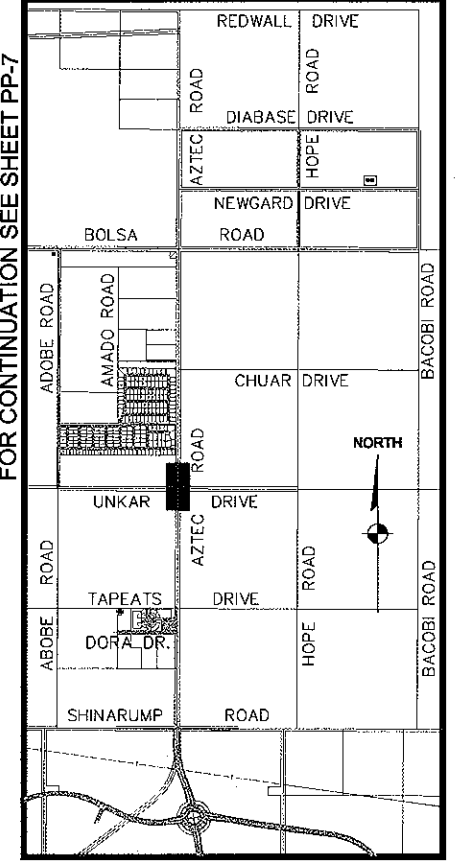 FOR CONTINUATION SEE SHEET PP-7
REDWALL DRIVE
ROAD
ROAD
DIABASE DRIVE
AZTEC
HOPE
NEWGARD DRIVE
BOLSA ROAD
ADOBE ROAD
AMADO ROAD
BACOBI ROAD
CHUAR DRIVE
ROAD
NORTH
UNKAR DRIVE
AZTEC
ROAD
ROAD
TAPEATS DRIVE
ABOBE
DORA DR.
HOPE
BACOBI ROAD
SHINARUMP ROAD